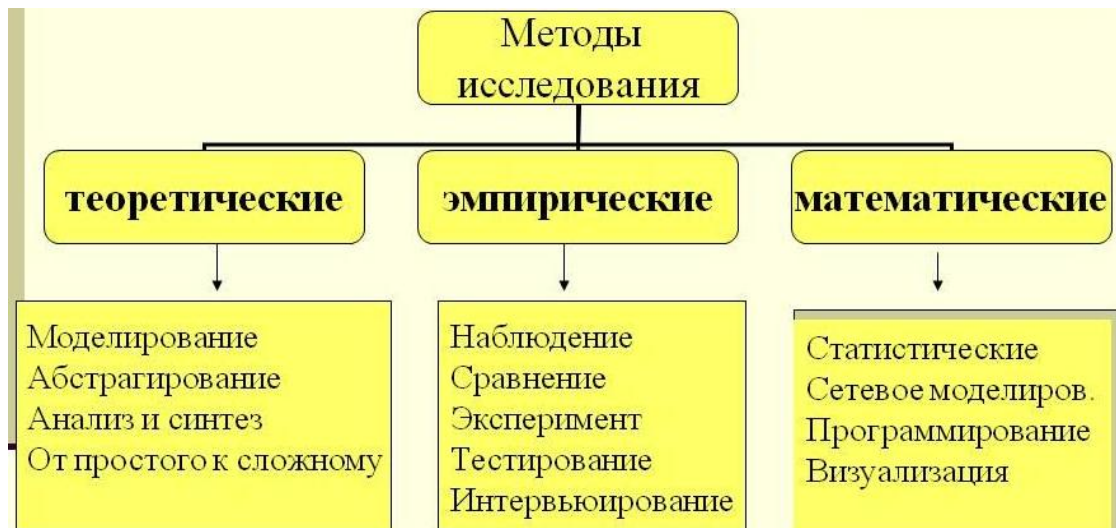 Методы
исследования
теоретические
эмпирические
математические
Моделирование
Абстрагирование
Анализ и синтез
От простого к сложному
Наблюдение
Сравнение
Эксперимент
Тестирование
Интервьюирование
Статистические
Сетевое моделиров.
Программирование
Визуализация